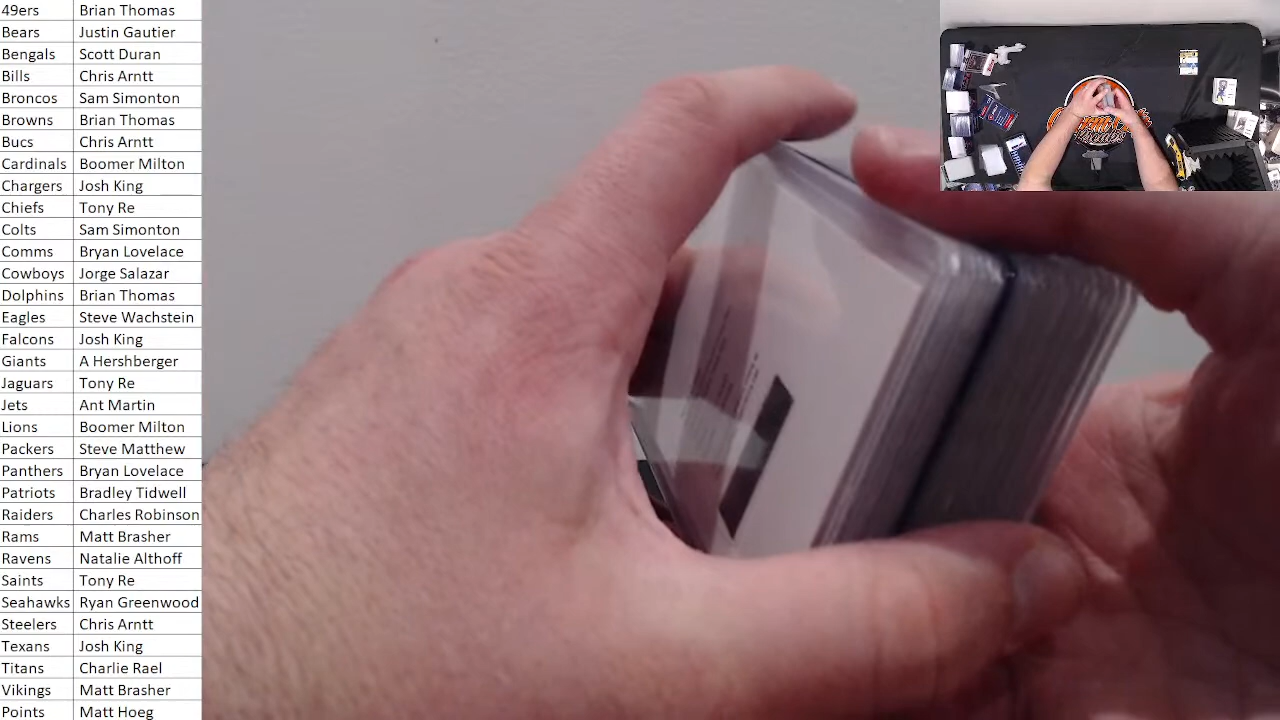 49ers Brian Thomas
Bears Justin Gautier
Bengals Scott Duran
Bills Chris Arntt
Broncos Sam Simonton
Browns Brian Thomas
Bucs Chris Arntt
Cardinals Boomer Milton
Chargers Josh King
Chiefs Tony Re
Colts Sam Simonton
Comms Bryan Lovelace
Cowboys Jorge Salazar
Dolphins Brian Thomas
Eagles Steve Wachstein
Falcons Josh King
Giants A Hershberger
Jaguars Tony Re
Jets Ant Martin
Lions Boomer Milton
Packers Steve Matthew
Panthers Bryan Lovelace
Patriots Bradley Tidwell
Raiders Charles Robinson
Rams Matt Brasher
Ravens Natalie Althoff
Saints Tony Re
Seahawks Ryan Greenwood
Steelers Chris Arntt
Texans Josh King
Titans Charlie Rael
Vikings Matt Brasher
Points Matt Hoeg